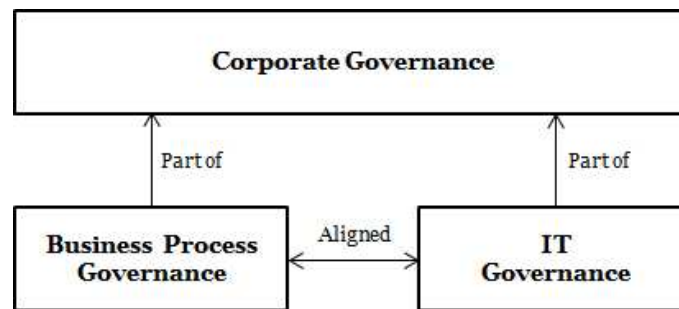 Corporate Governance
Part of
Part of
Business Process
Governance
Aligned
IT
Governance